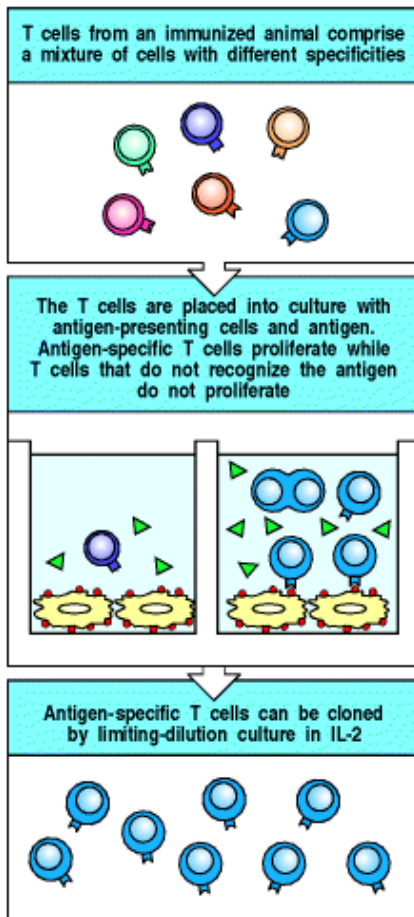 T cells from an immunized animal comprise
a mixture of cells with different specificities
The T cells are placed into culture with
antigen-presenting cells and antigen.
Antigen-specific T cells proliferate while
T cells that do not recognize the antigen
do not proliferate
Antigen-specific T cells can be cloned
by limiting-dilution culture in IL-2